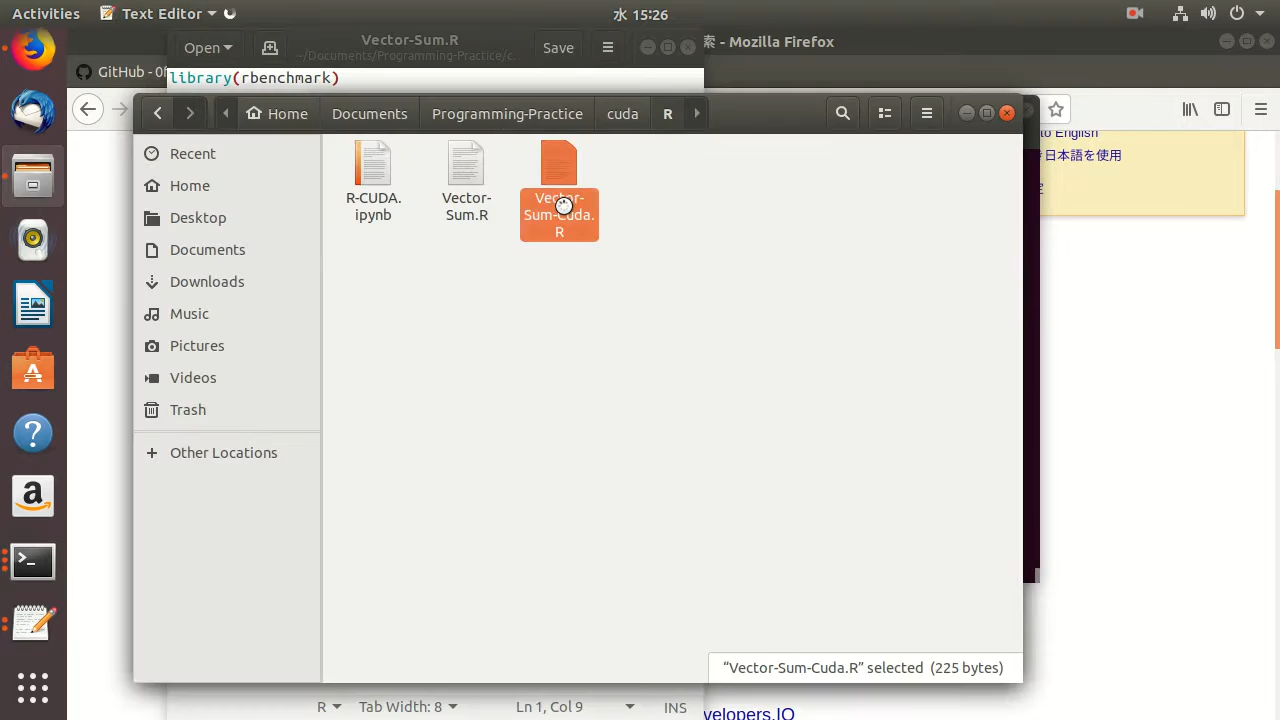 Activities
Text Editor
水 15:26
Open
Vector-Sum.R
~/Documents/Programming-Practice/c...
Save
索 - Mozilla Firefox
GitHub - 0
library(rbenchmark)
Home
Documents
Programming-Practice
cuda
R
to English
日本語を使用
Recent
Home
Desktop
Documents
Downloads
Music
Pictures
Videos
Trash
Other Locations
R-CUDA.
ipynb
Vector-
Sum.R
Vector-
Sum-Cuda.
R
“Vector-Sum-Cuda.R” selected (225 bytes)
R
Tab Width: 8
Ln 1, Col 9
INS
velopers.IO